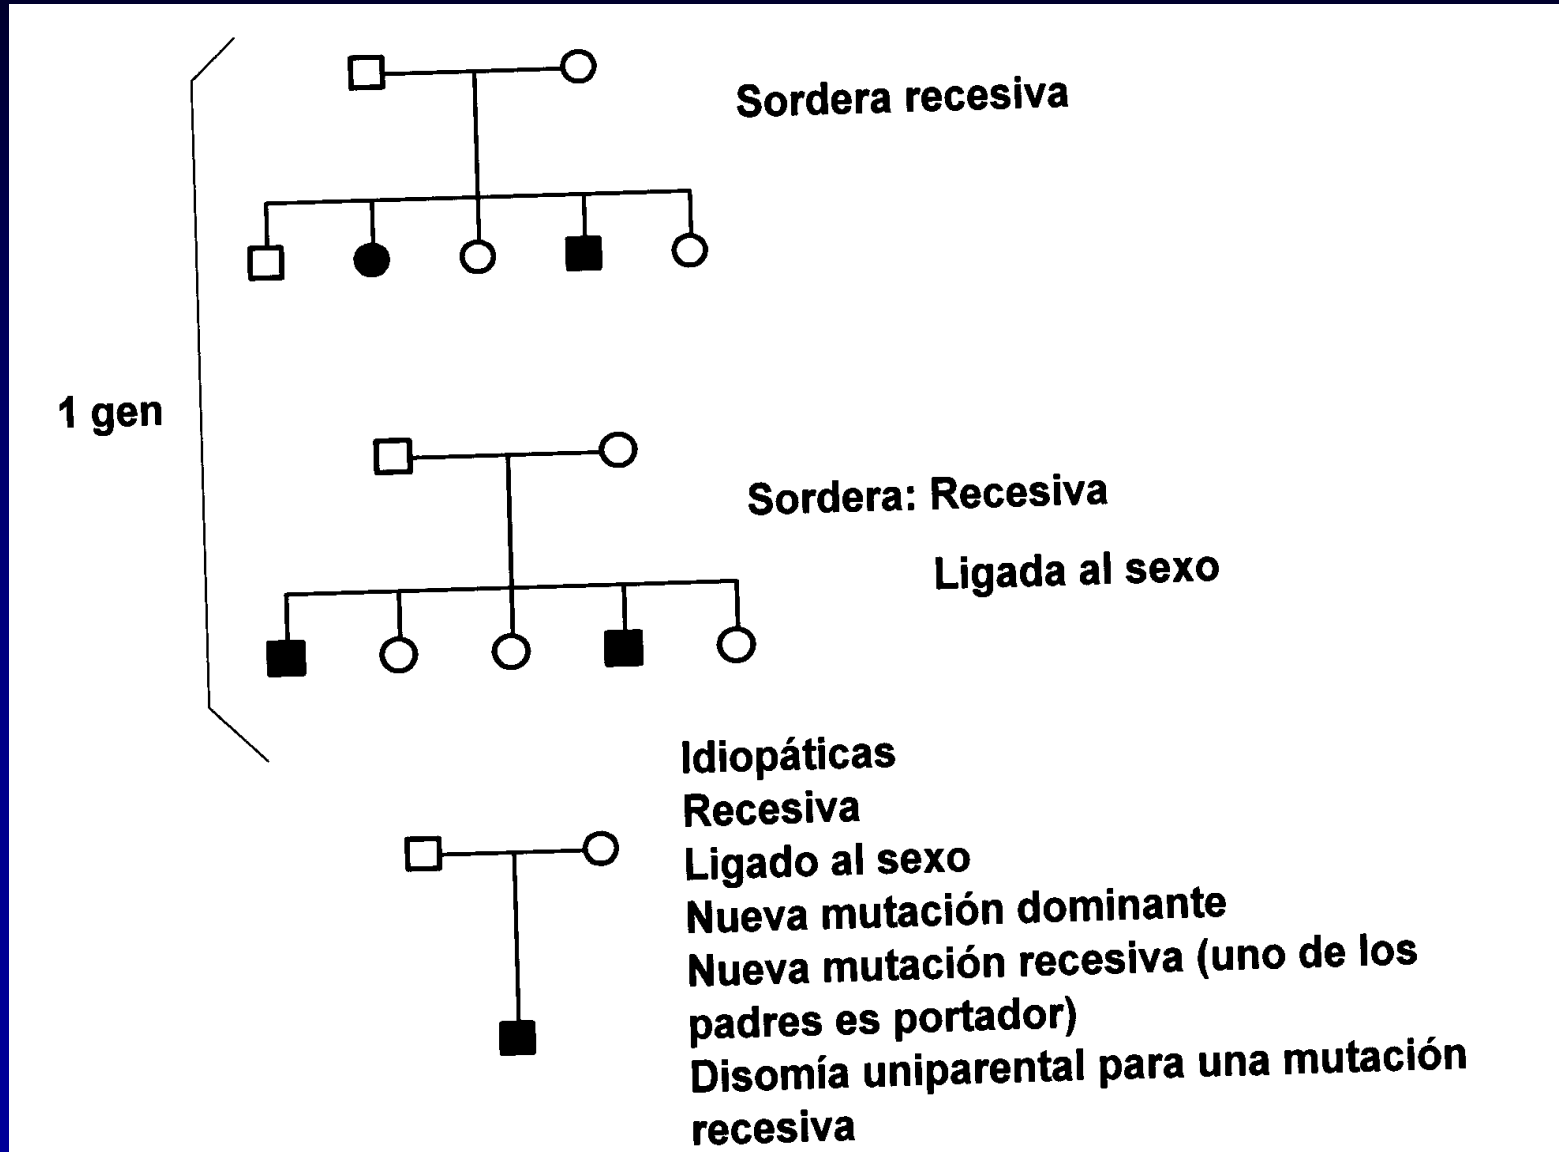 Sordera recesiva
1 gen
Sordera: Recesiva
Ligada al sexo
Idiopáticas
Recesiva
Ligado al sexo
Nueva mutación dominante
Nueva mutación recesiva (uno de los
padres es portador)
Disomía uniparental para una mutación
recesiva